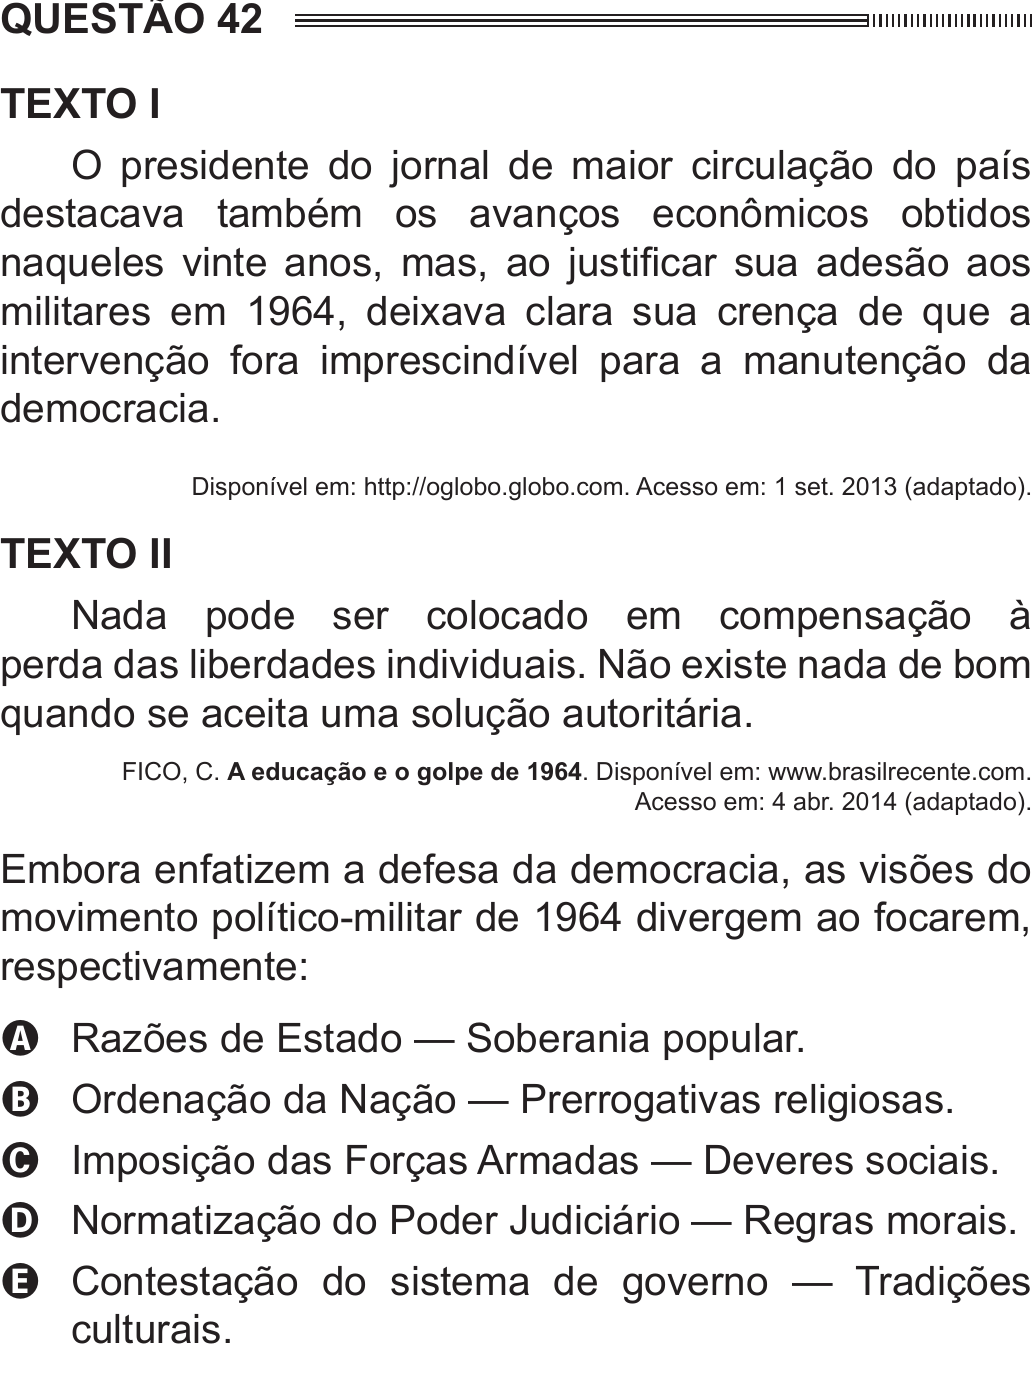 QUESTÃO 42
TEXTO I
O presidente do jornal de maior circulação do país
destacava também os avanços econômicos obtidos
naqueles vinte anos, mas, ao justificar sua adesão aos
militares em 1964, deixava clara sua crença de que a
intervenção fora imprescindível para a manutenção da
democracia.
Disponível em: http://oglobo.globo.com. Acesso em: 1 set. 2013 (adaptado).
TEXTO II
Nada pode ser colocado em compensação à
perda das liberdades individuais. Não existe nada de bom
quando se aceita uma solução autoritária.
FICO, C. A educação e o golpe de 1964. Disponível em: www.brasilrecente.com.
Acesso em: 4 abr. 2014 (adaptado).
Embora enfatizem a defesa da democracia, as visões do
movimento político-militar de 1964 divergem ao focarem,
respectivamente:
A Razões de Estado — Soberania popular.
B Ordenação da Nação — Prerrogativas religiosas.
C Imposição das Forças Armadas — Deveres sociais.
D Normatização do Poder Judiciário — Regras morais.
E Contestação do sistema de governo — Tradições
culturais.